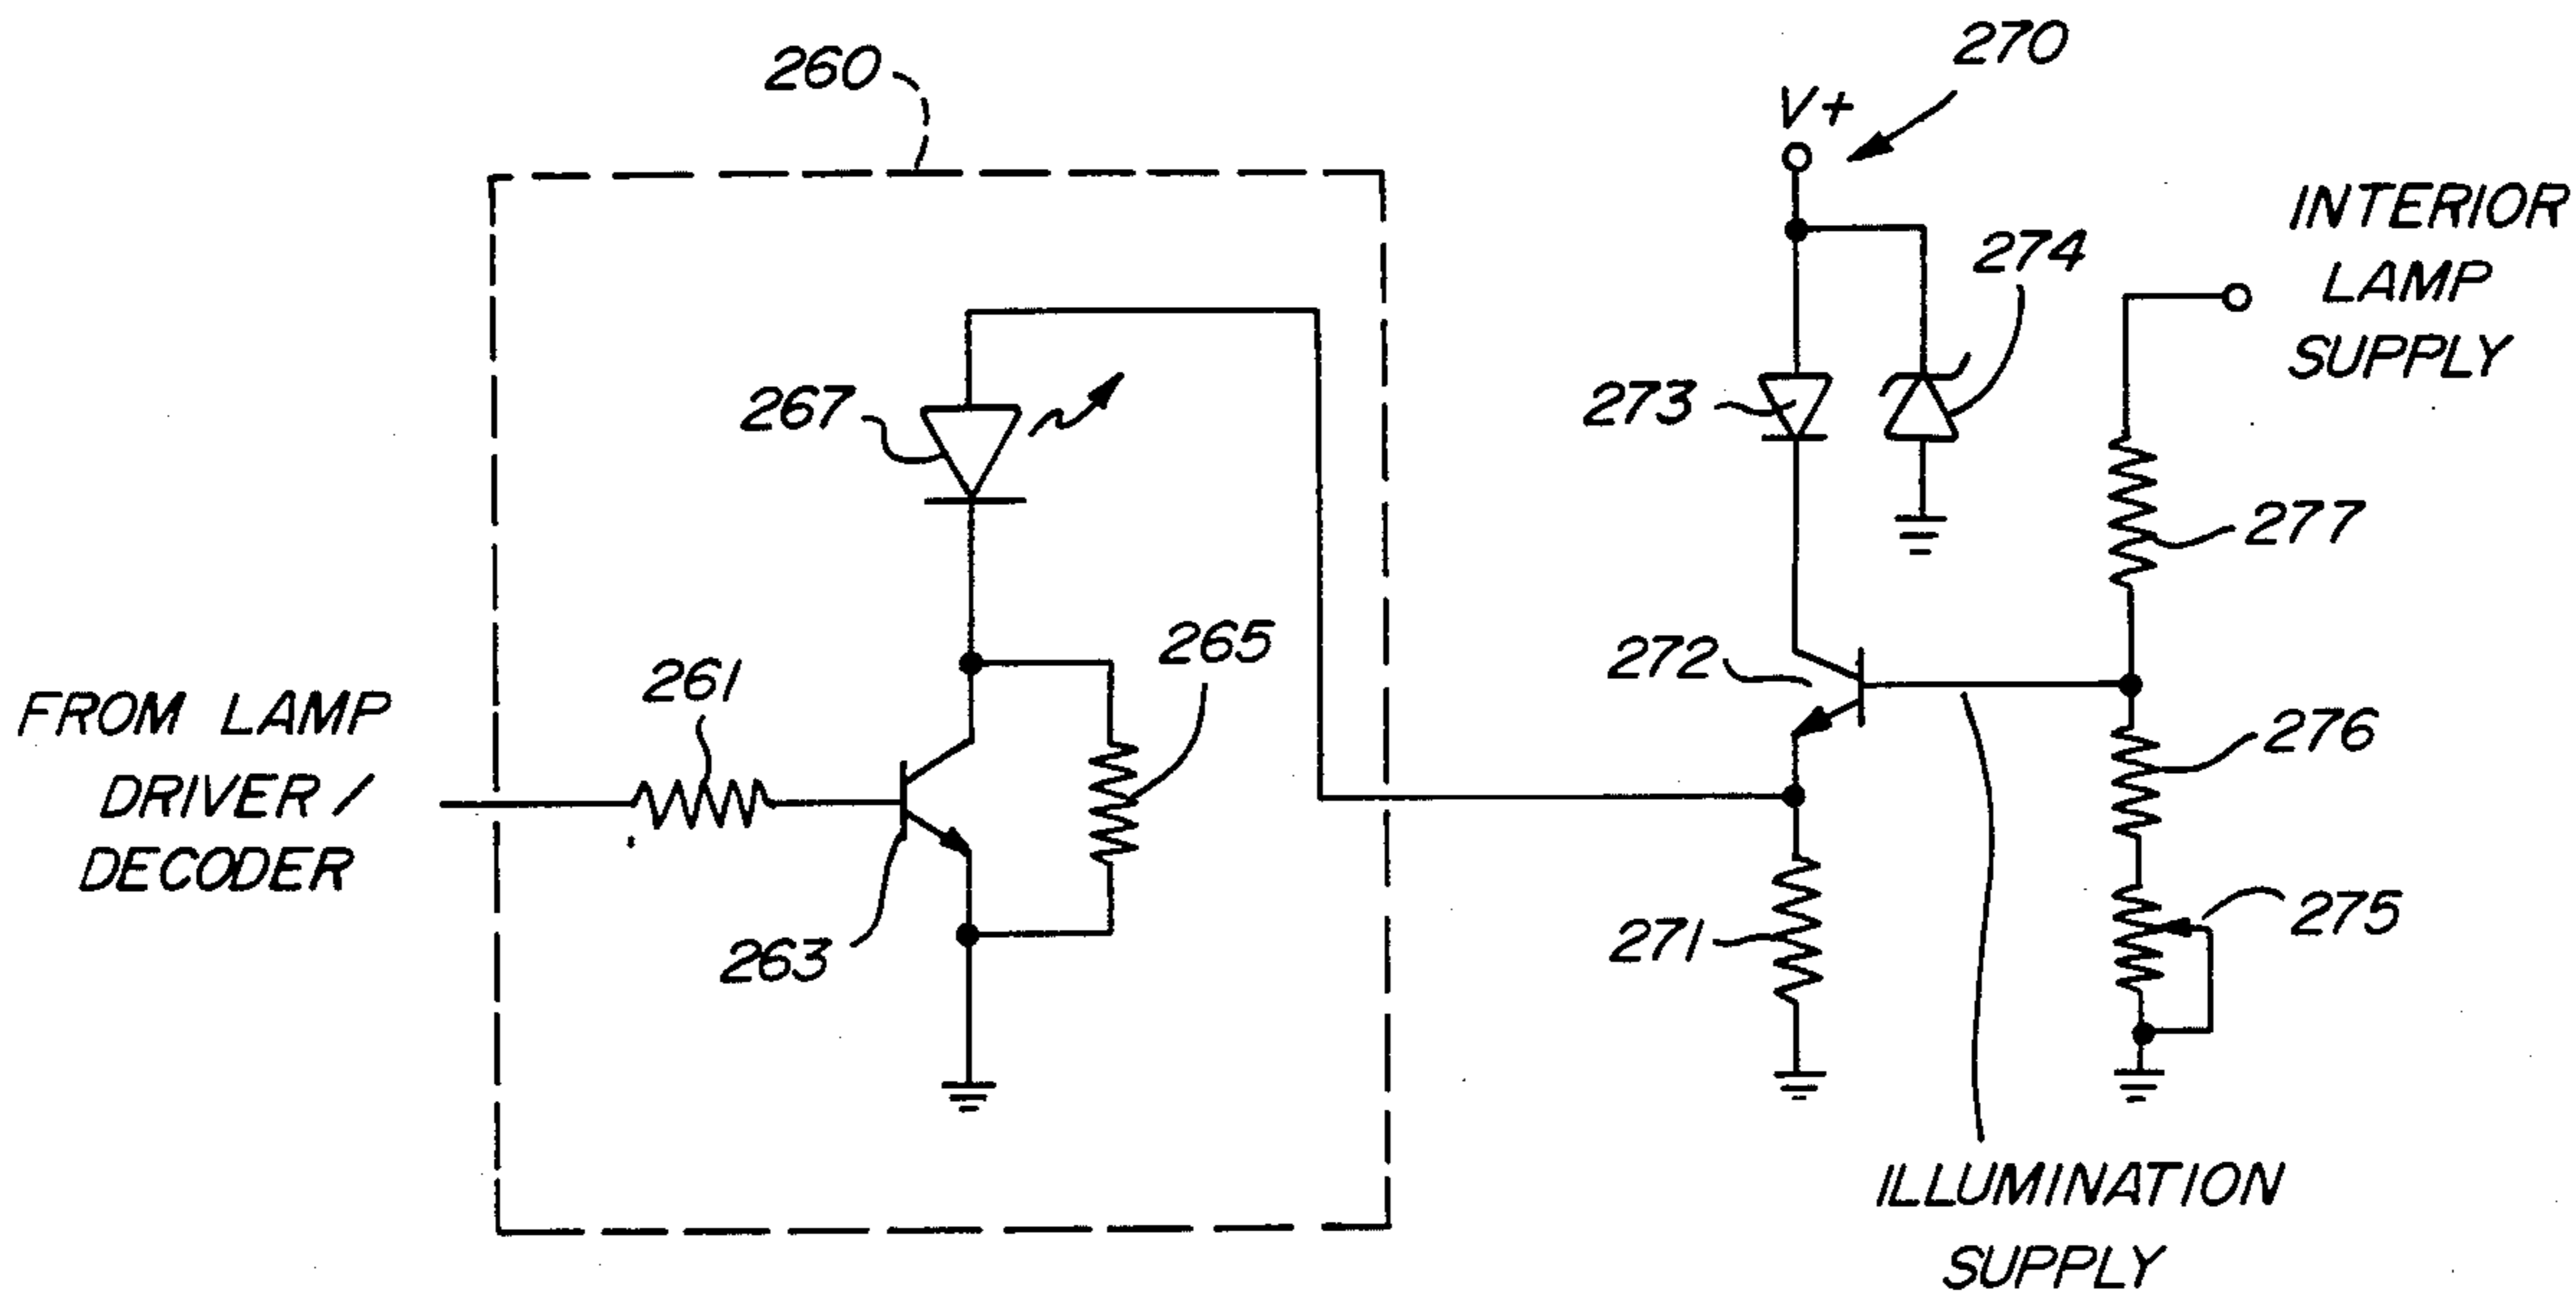 260
270
V+
INTERIOR
LAMP
SUPPLY
274
273
267
277
272
265
261
276
FROM LAMP
DRIVER /
DECODER
263
271
275
ILLUMINATION
SUPPLY